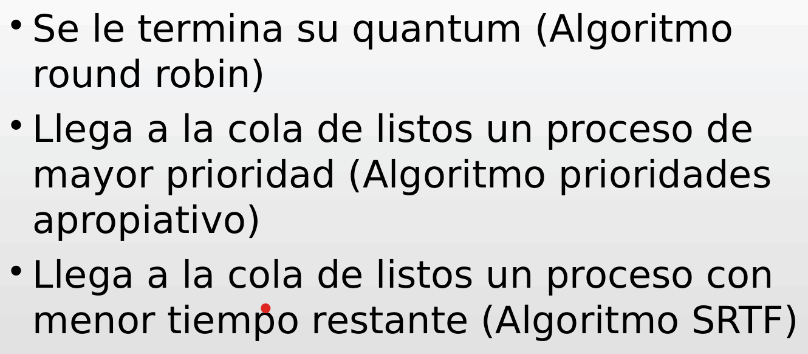 • Se le termina su quantum (Algoritmo
round robin)
• Llega a la cola de listos un proceso de
mayor prioridad (Algoritmo prioridades
apropiativo)
• Llega a la cola de listos un proceso con
menor tiempo restante (Algoritmo SRTF)